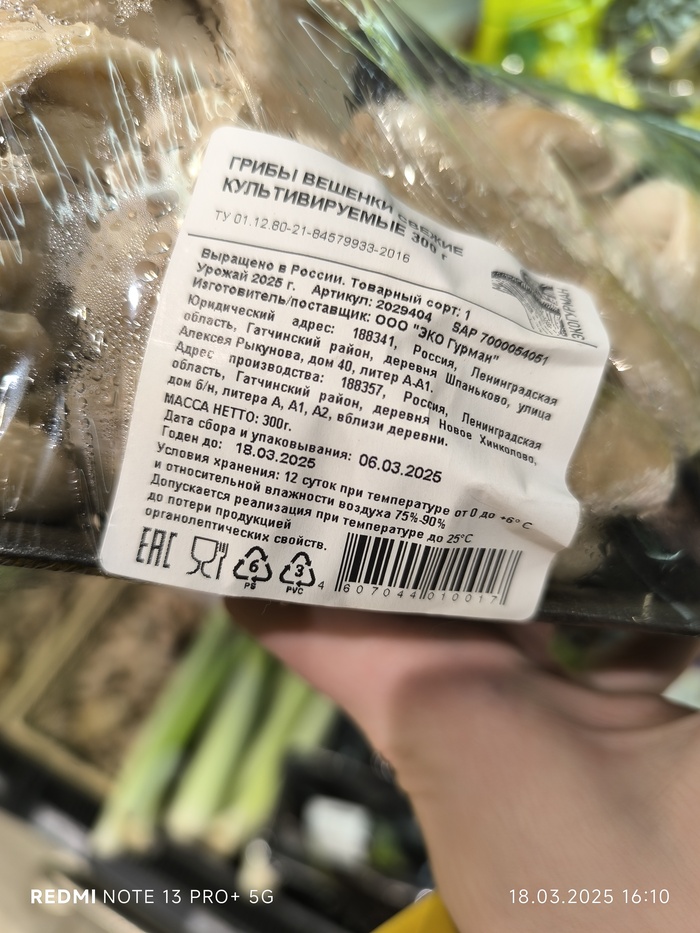 ГРИБЫ ВЕШЕНКИ СВЕЖИЕ
КУЛЬТИВИРУЕМЫЕ 300 г
ТУ 01.12.80-21-84579933-2016
Выращено в России. Товарный сорт: 1
Урожай 2025 г. Артикул: 2029404 SAP 7000054051
Изготовитель/поставщик: ООО "ЭКО Гурман"
Юридический адрес: 188341, Россия, Ленинградская
область, Гатчинский район, деревня Шпаньково, улица
Алексея Рыкунова, дом 40, литер А-А1.
Адрес производства: 188357, Россия, Ленинградская
область, Гатчинский район, деревня Новое Хинколово,
дом б/н, литера А, А1, А2, вблизи деревни.
МАССА НЕТТО: 300г.
Дата сбора и упаковывания: 06.03.2025
Годен до: 18.03.2025
Условия хранения: 12 суток при температуре от 0 до +6° С
и относительной влажности воздуха 75%-90%
Допускается реализация при температуре до 25°С
до потери продукцией
органолептических свойств.
ЭКОГУРМАН
EAC
6
PS
3
PVC
4 607044 010017
REDMI NOTE 13 PRO+ 5G
18.03.2025 16:10